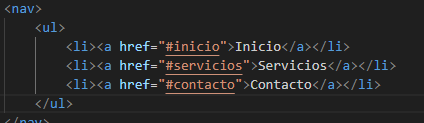 <nav>
<ul>
<li><a href="#inicio">Inicio</a></li>
<li><a href="#servicios">Servicios</a></li>
<li><a href="#contacto">Contacto</a></li>
</ul>
</nav>